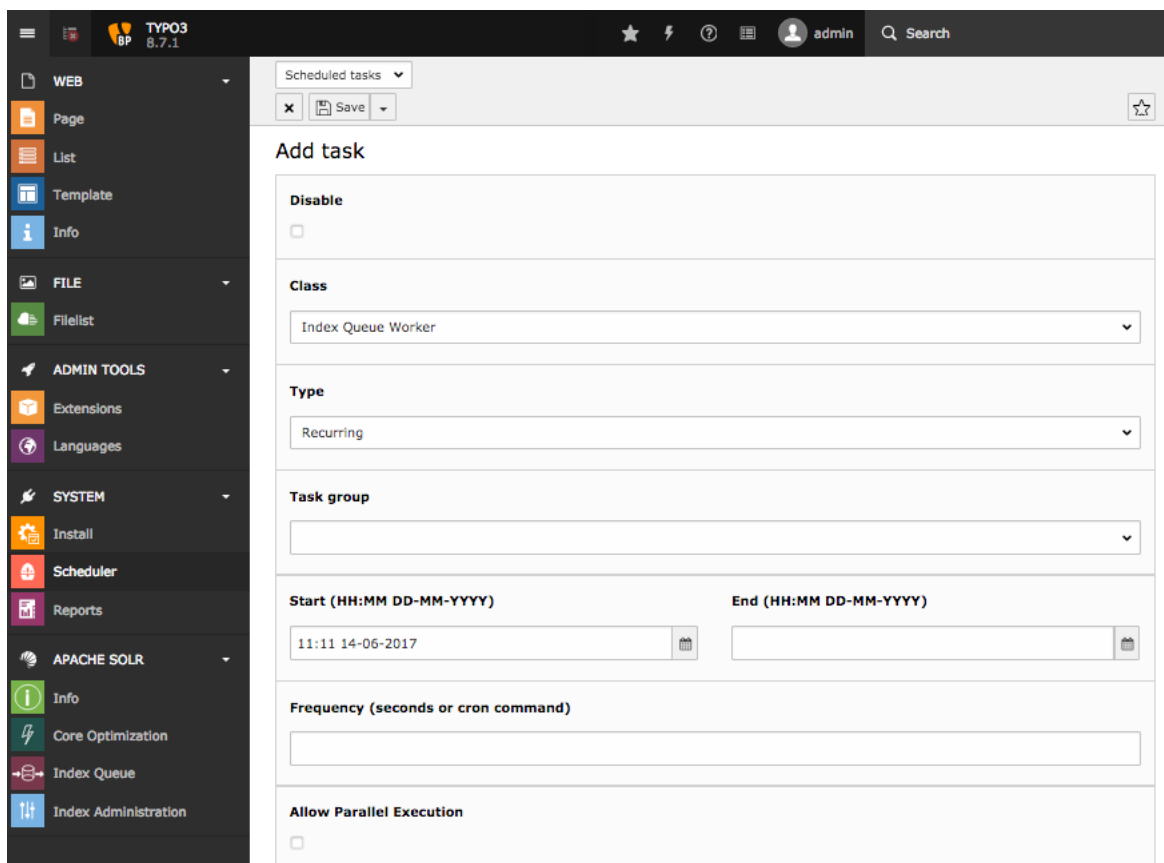 TYPO3
BP 8.7.1
admin
Search
WEB
Page
List
Template
Info
FILE
Filelist
ADMIN TOOLS
Extensions
Languages
SYSTEM
Install
Scheduler
Reports
APACHE SOLR
Info
Core Optimization
Index Queue
Index Administration
Scheduled tasks
Save
Add task
Disable
Class
Index Queue Worker
Type
Recurring
Task group
Start (HH:MM DD-MM-YYYY) End (HH:MM DD-MM-YYYY)
11:11 14-06-2017
Frequency (seconds or cron command)
Allow Parallel Execution